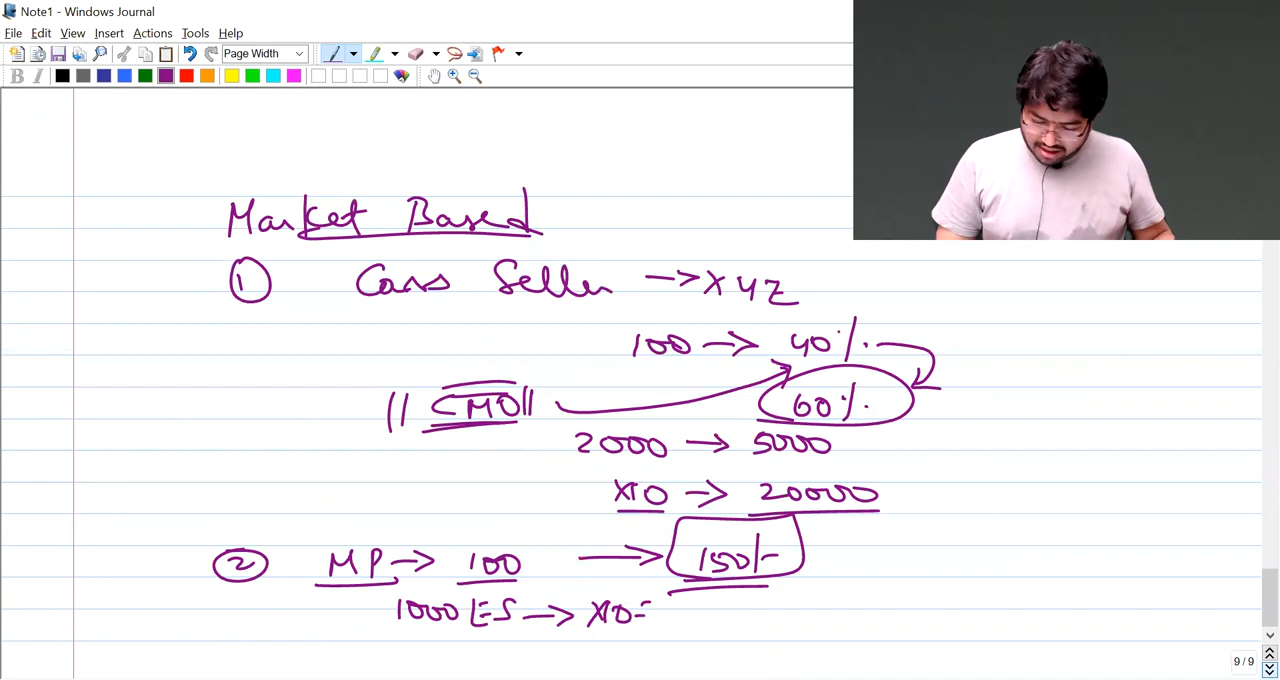 Note1 - Windows Journal
File Edit View Insert Actions Tools Help
Page Width
B I
Market Based
① Cars Seller → XYZ
100 → 40%.
|| CMO || 60%.
2000 → 5000
X10 → 20000
② MP → 100 → 150/-
1000 ES → X10=
9 / 9